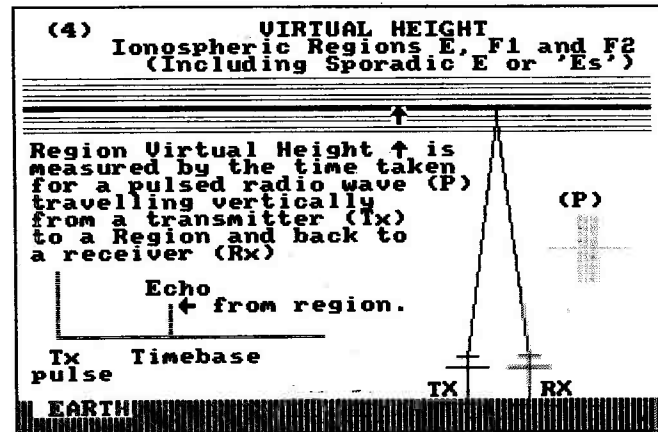 (4) VIRTUAL HEIGHT
Ionospheric Regions E, F1 and F2
(Including Sporadic E or 'Es')
Region Virtual Height ↑ is
measured by the time taken
for a pulsed radio wave (P)
travelling vertically
from a transmitter (Tx)
to a Region and back to
a receiver (Rx)
(P)
Echo
← from region.
Tx Timebase
pulse
TX RX
EARTH